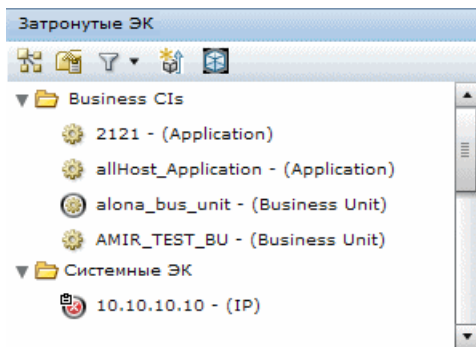 Затронутые ЭК
Business CIs
2121 - (Application)
allHost_Application - (Application)
alona_bus_unit - (Business Unit)
AMIR_TEST_BU - (Business Unit)
Системные ЭК
10.10.10.10 - (IP)